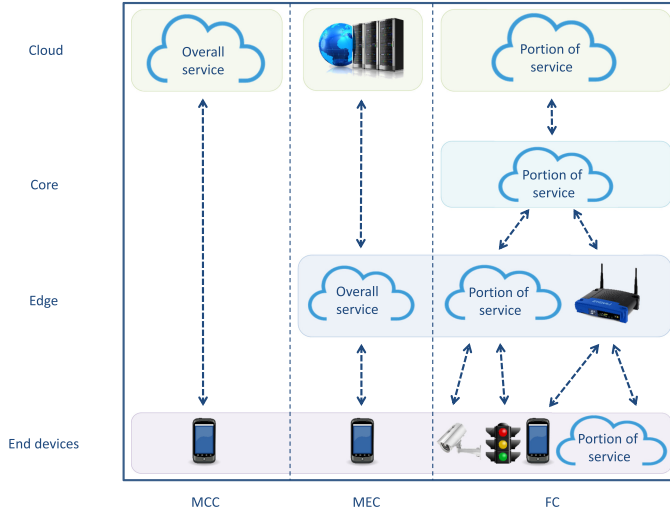 Cloud
Overall
service
Portion of
service
Core
Portion of
service
Edge
Overall
service
Portion of
service
End devices
Portion of
service
MCC
MEC
FC